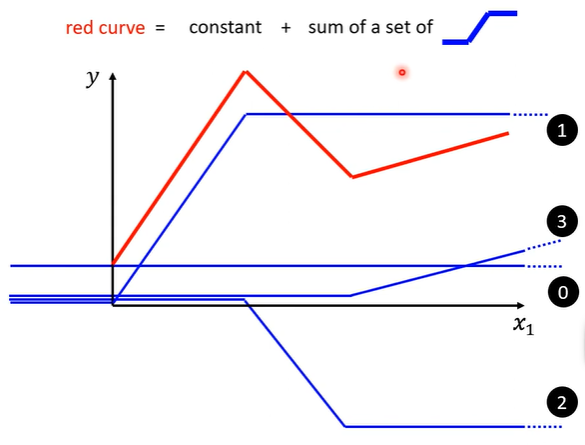 red curve = constant + sum of a set of
y
1
3
0
x₁
2